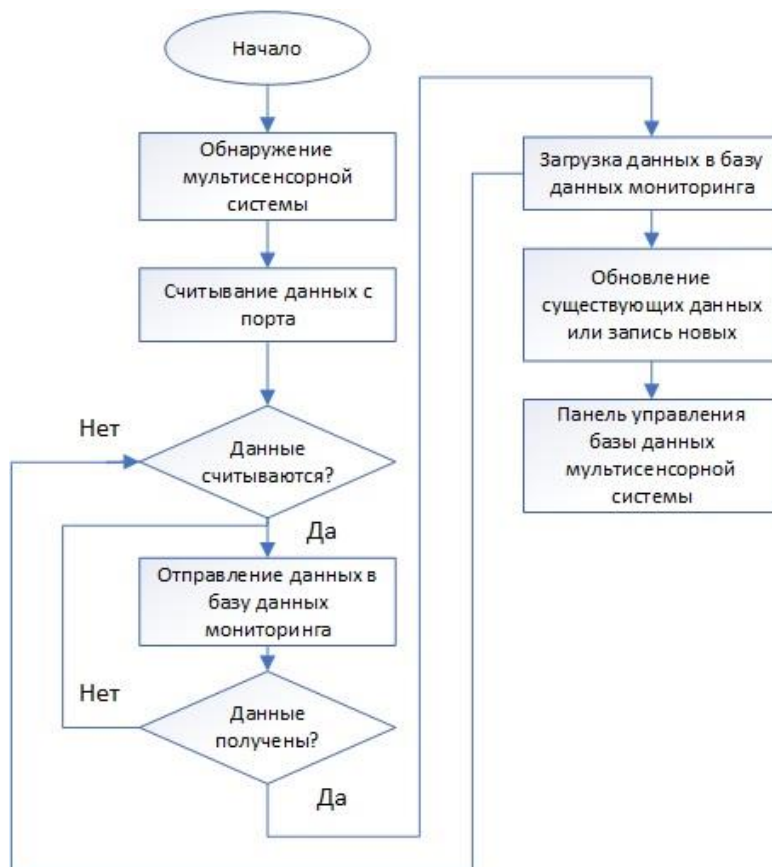 Начало
Обнаружение
мультисенсорной
системы
Считывание данных с
порта
Нет
Данные
считываются?
Да
Отправление данных в
базу данных
мониторинга
Нет
Данные
получены?
Да
Загрузка данных в базу
данных мониторинга
Обновление
существующих данных
или запись новых
Панель управления
базы данных
мультисенсорной
системы